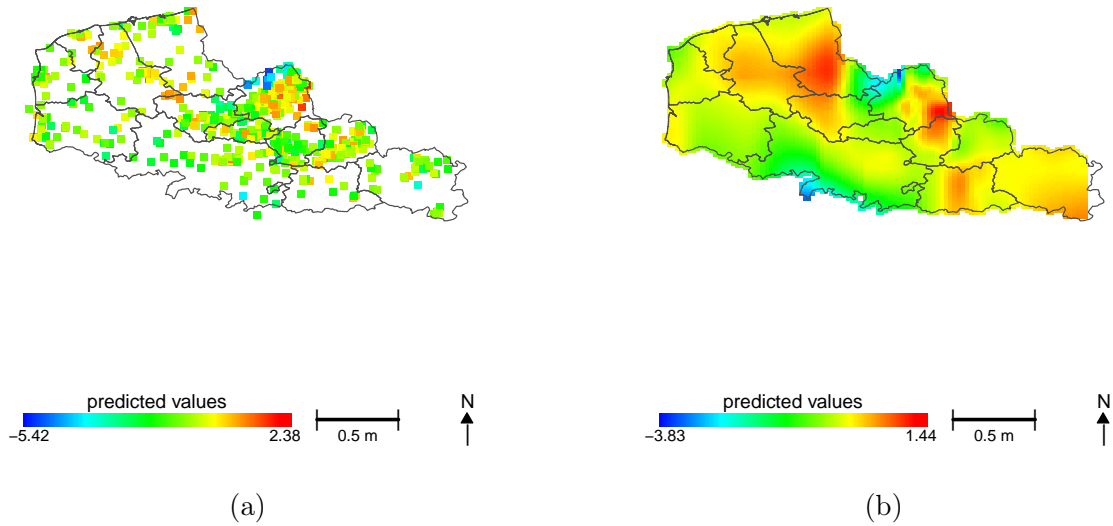 predicted values
−5.42 2.38
0.5 m
N
(a)
predicted values
−3.83 1.44
0.5 m
N
(b)